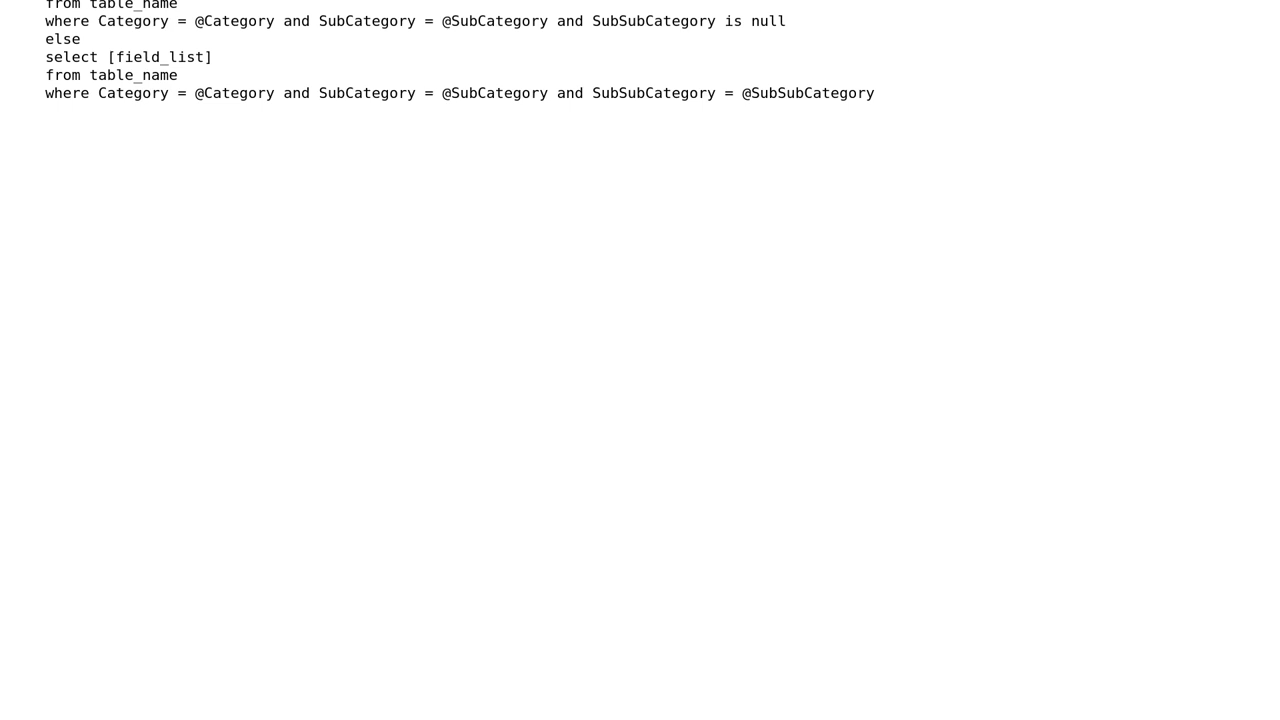 from table_name
where Category = @Category and SubCategory = @SubCategory and SubSubCategory is null
else
select [field_list]
from table_name
where Category = @Category and SubCategory = @SubCategory and SubSubCategory = @SubSubCategory